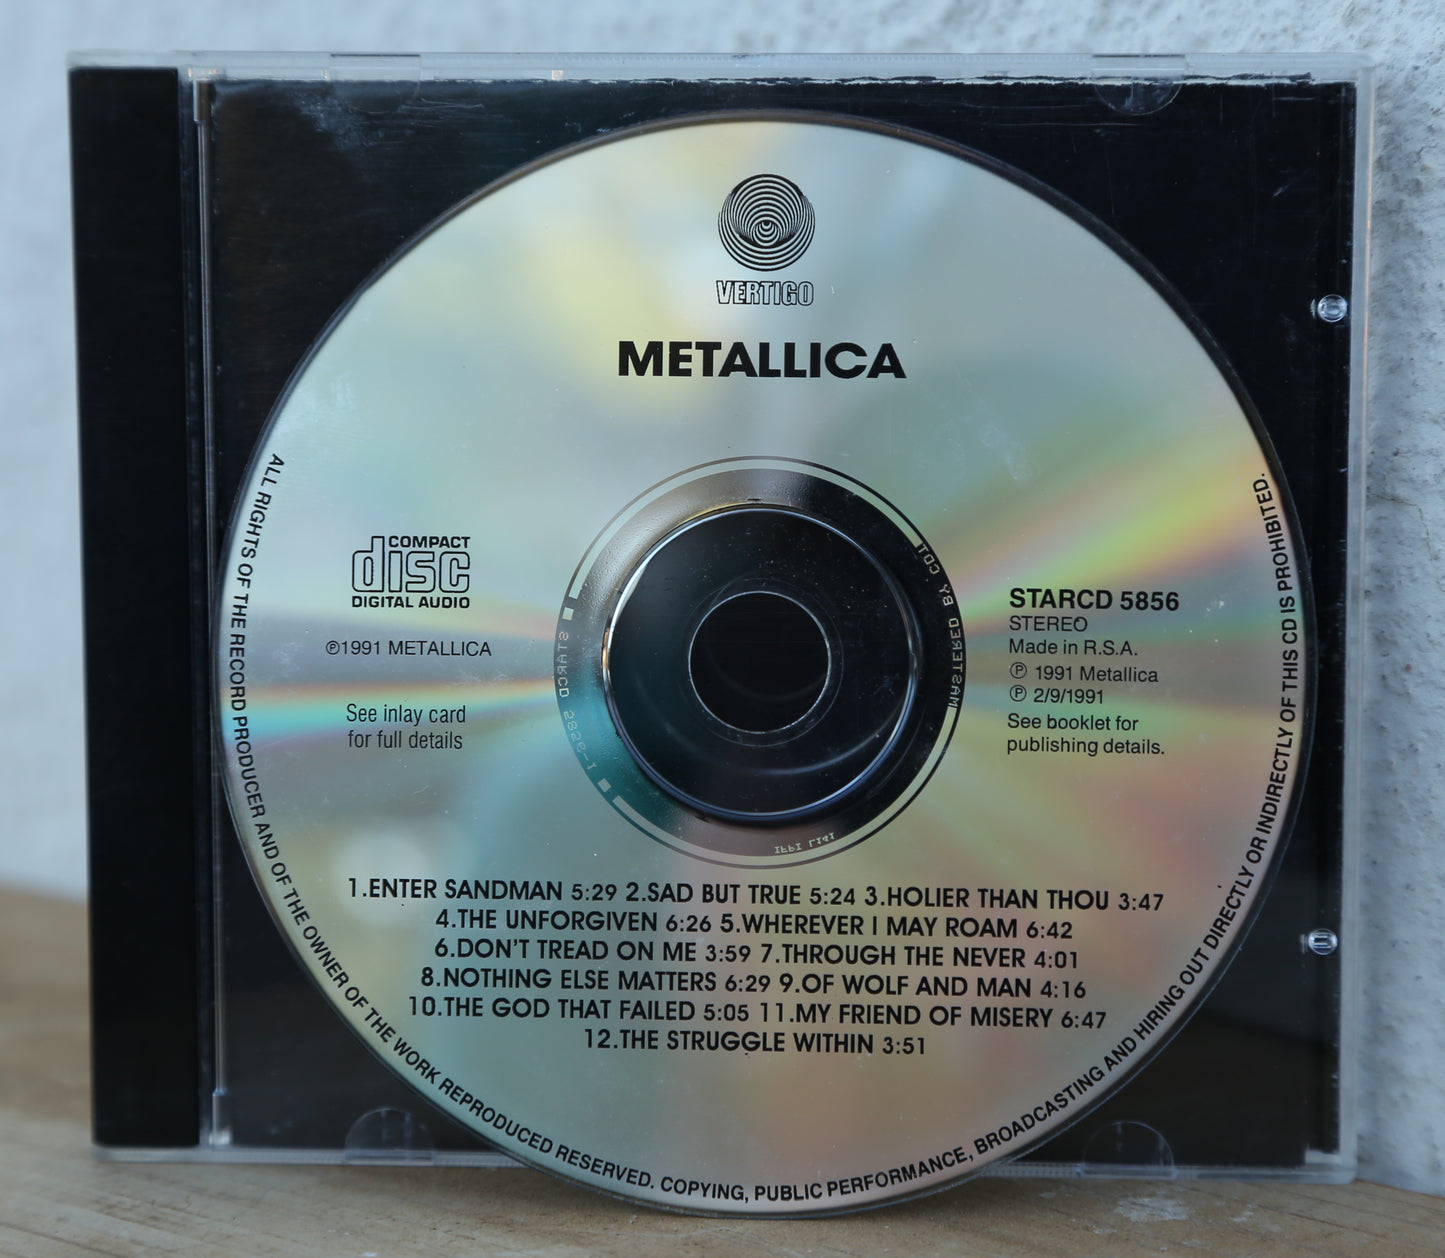 VERTIGO
METALLICA
COMPACT
disc
DIGITAL AUDIO
℗1991 METALLICA
See inlay card
for full details
STARCD 5856
STEREO
Made in R.S.A.
℗ 1991 Metallica
℗ 2/9/1991
See booklet for
publishing details.
MASTERED BY CDT
IFPI L141
1.ENTER SANDMAN 5:29 2.SAD BUT TRUE 5:24 3.HOLIER THAN THOU 3:47
4.THE UNFORGIVEN 6:26 5.WHEREVER I MAY ROAM 6:42
6.DON'T TREAD ON ME 3:59 7.THROUGH THE NEVER 4:01
8.NOTHING ELSE MATTERS 6:29 9.OF WOLF AND MAN 4:16
10.THE GOD THAT FAILED 5:05 11.MY FRIEND OF MISERY 6:47
12.THE STRUGGLE WITHIN 3:51
ALL RIGHTS OF THE RECORD PRODUCER AND OF THE OWNER OF THE WORK REPRODUCED RESERVED. COPYING, PUBLIC PERFORMANCE, BROADCASTING AND HIRING OUT DIRECTLY OR INDIRECTLY OF THIS CD IS PROHIBITED.